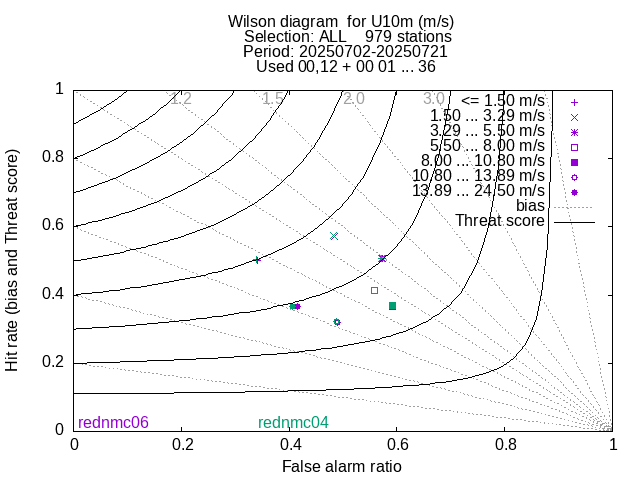 Wilson diagram  for U10m (m/s)
Selection: ALL    979 stations
Period: 20250702-20250721
Used 00,12 + 00 01 ... 36
Hit rate (bias and Threat score)
1
0.8
0.6
0.4
0.2
0
1.2
1.5
2.0
3.0
<= 1.50 m/s
1.50 ... 3.29 m/s
3.29 ... 5.50 m/s
5.50 ... 8.00 m/s
8.00 ... 10.80 m/s
10.80 ... 13.89 m/s
13.89 ... 24.50 m/s
bias
Threat score
rednmc06
rednmc04
0
0.2
0.4
0.6
0.8
1
False alarm ratio